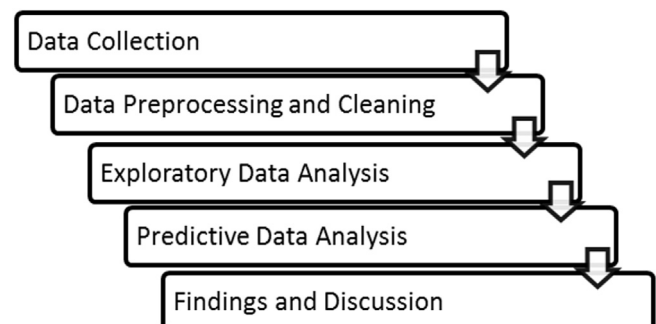 Data Collection
Data Preprocessing and Cleaning
Exploratory Data Analysis
Predictive Data Analysis
Findings and Discussion